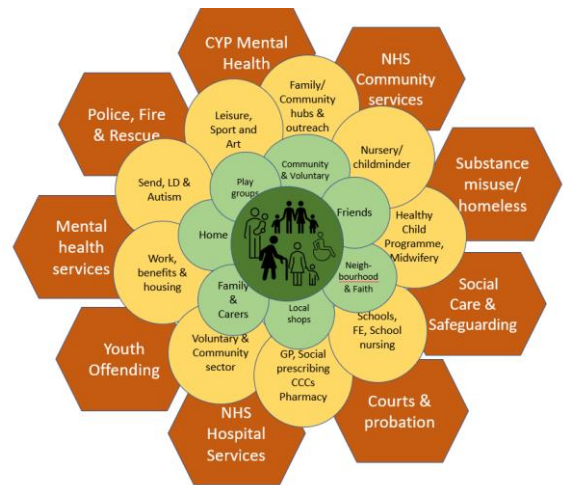 CYP Mental
Health
NHS
Community
services
Police, Fire
& Rescue
Substance
misuse/
homeless
Mental
health
services
Social
Care &
Safeguarding
Youth
Offending
Courts &
probation
NHS
Hospital
Services
Family/
Community
hubs &
outreach
Leisure,
Sport and
Art
Nursery/
childminder
Send, LD &
Autism
Healthy
Child
Programme,
Midwifery
Work,
benefits &
housing
Schools,
FE, School
nursing
Voluntary &
Community
sector
GP, Social
prescribing
CCCs
Pharmacy
Community
& Voluntary
Play
groups
Friends
Home
Neigh-
bourhood
& Faith
Family
&
Carers
Local
shops